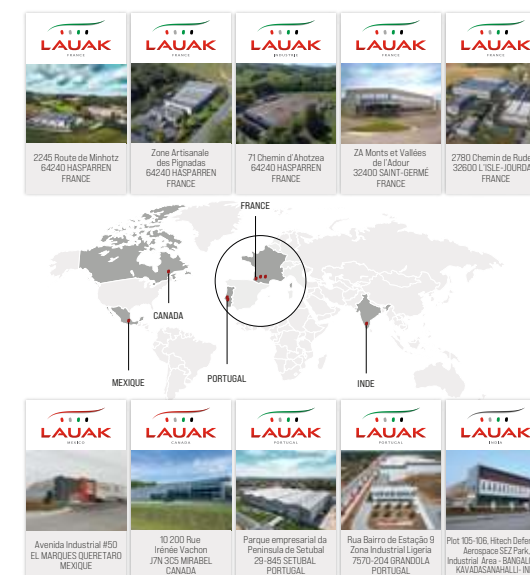 LAUAK
FRANCE
2245 Route de Minhotz
64240 HASPARREN
FRANCE
LAUAK
FRANCE
Zone Artisanale
des Pignadas
64240 HASPARREN
FRANCE
LAUAK
INDUSTRIE
71 Chemin d'Ahotzea
64240 HASPARREN
FRANCE
LAUAK
FRANCE
ZA Monts et Vallées
de l'Adour
32400 SAINT-GERMÉ
FRANCE
LAUAK
FRANCE
2780 Chemin de Rude
32600 L'ISLE-JOURDA
FRANCE
FRANCE
CANADA
MEXIQUE
PORTUGAL
INDE
LAUAK
MEXICO
Avenida Industrial #50
EL MARQUES QUERETARO
MEXIQUE
LAUAK
CANADA
10 200 Rue
Irénée Vachon
J7N 3C5 MIRABEL
CANADA
LAUAK
PORTUGAL
Parque empresarial da
Peninsula de Setubal
29-845 SETUBAL
PORTUGAL
LAUAK
PORTUGAL
Rua Bairro de Estação 9
Zona Industrial Ligeria
7570-204 GRANDOLA
PORTUGAL
LAUAK
INDIA
Plot 105-106, Hitech Defen
Aerospace SEZ Park,
Industrial Area - BANGAL
KAVADASANAHALLI- IN